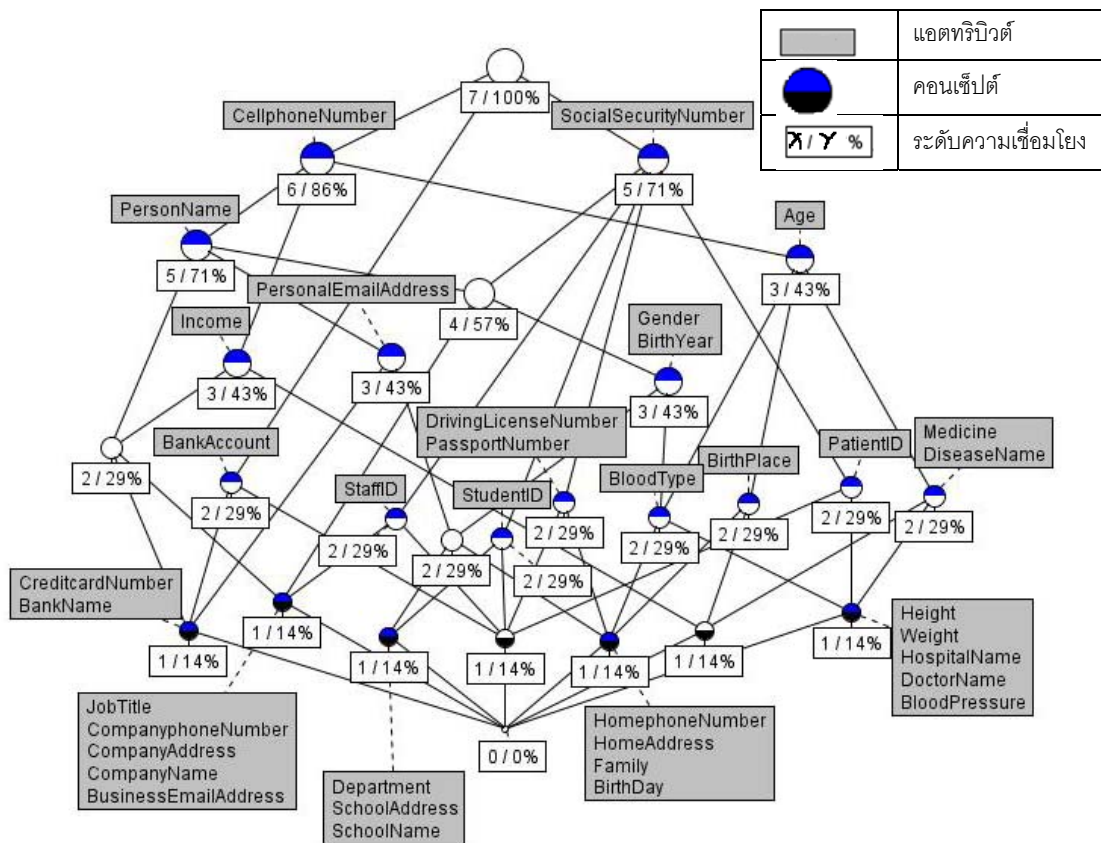 แอตทริบิวต์
คอนเซ็ปต์
X / Y %
ระดับความเชื่อมโยง
7 / 100%
CellphoneNumber
SocialSecurityNumber
6 / 86%
5 / 71%
PersonName
Age
5 / 71%
3 / 43%
PersonalEmailAddress
4 / 57%
Income
Gender
BirthYear
3 / 43%
3 / 43%
3 / 43%
DrivingLicenseNumber
PassportNumber
BankAccount
PatientID
Medicine
DiseaseName
BirthPlace
BloodType
2 / 29%
StaffID
StudentID
2 / 29%
2 / 29%
2 / 29%
2 / 29%
2 / 29%
2 / 29%
2 / 29%
2 / 29%
2 / 29%
2 / 29%
CreditcardNumber
BankName
1 / 14%
1 / 14%
1 / 14%
1 / 14%
1 / 14%
1 / 14%
1 / 14%
Height
Weight
HospitalName
DoctorName
BloodPressure
JobTitle
CompanyphoneNumber
CompanyAddress
CompanyName
BusinessEmailAddress
0 / 0%
HomephoneNumber
HomeAddress
Family
BirthDay
Department
SchoolAddress
SchoolName